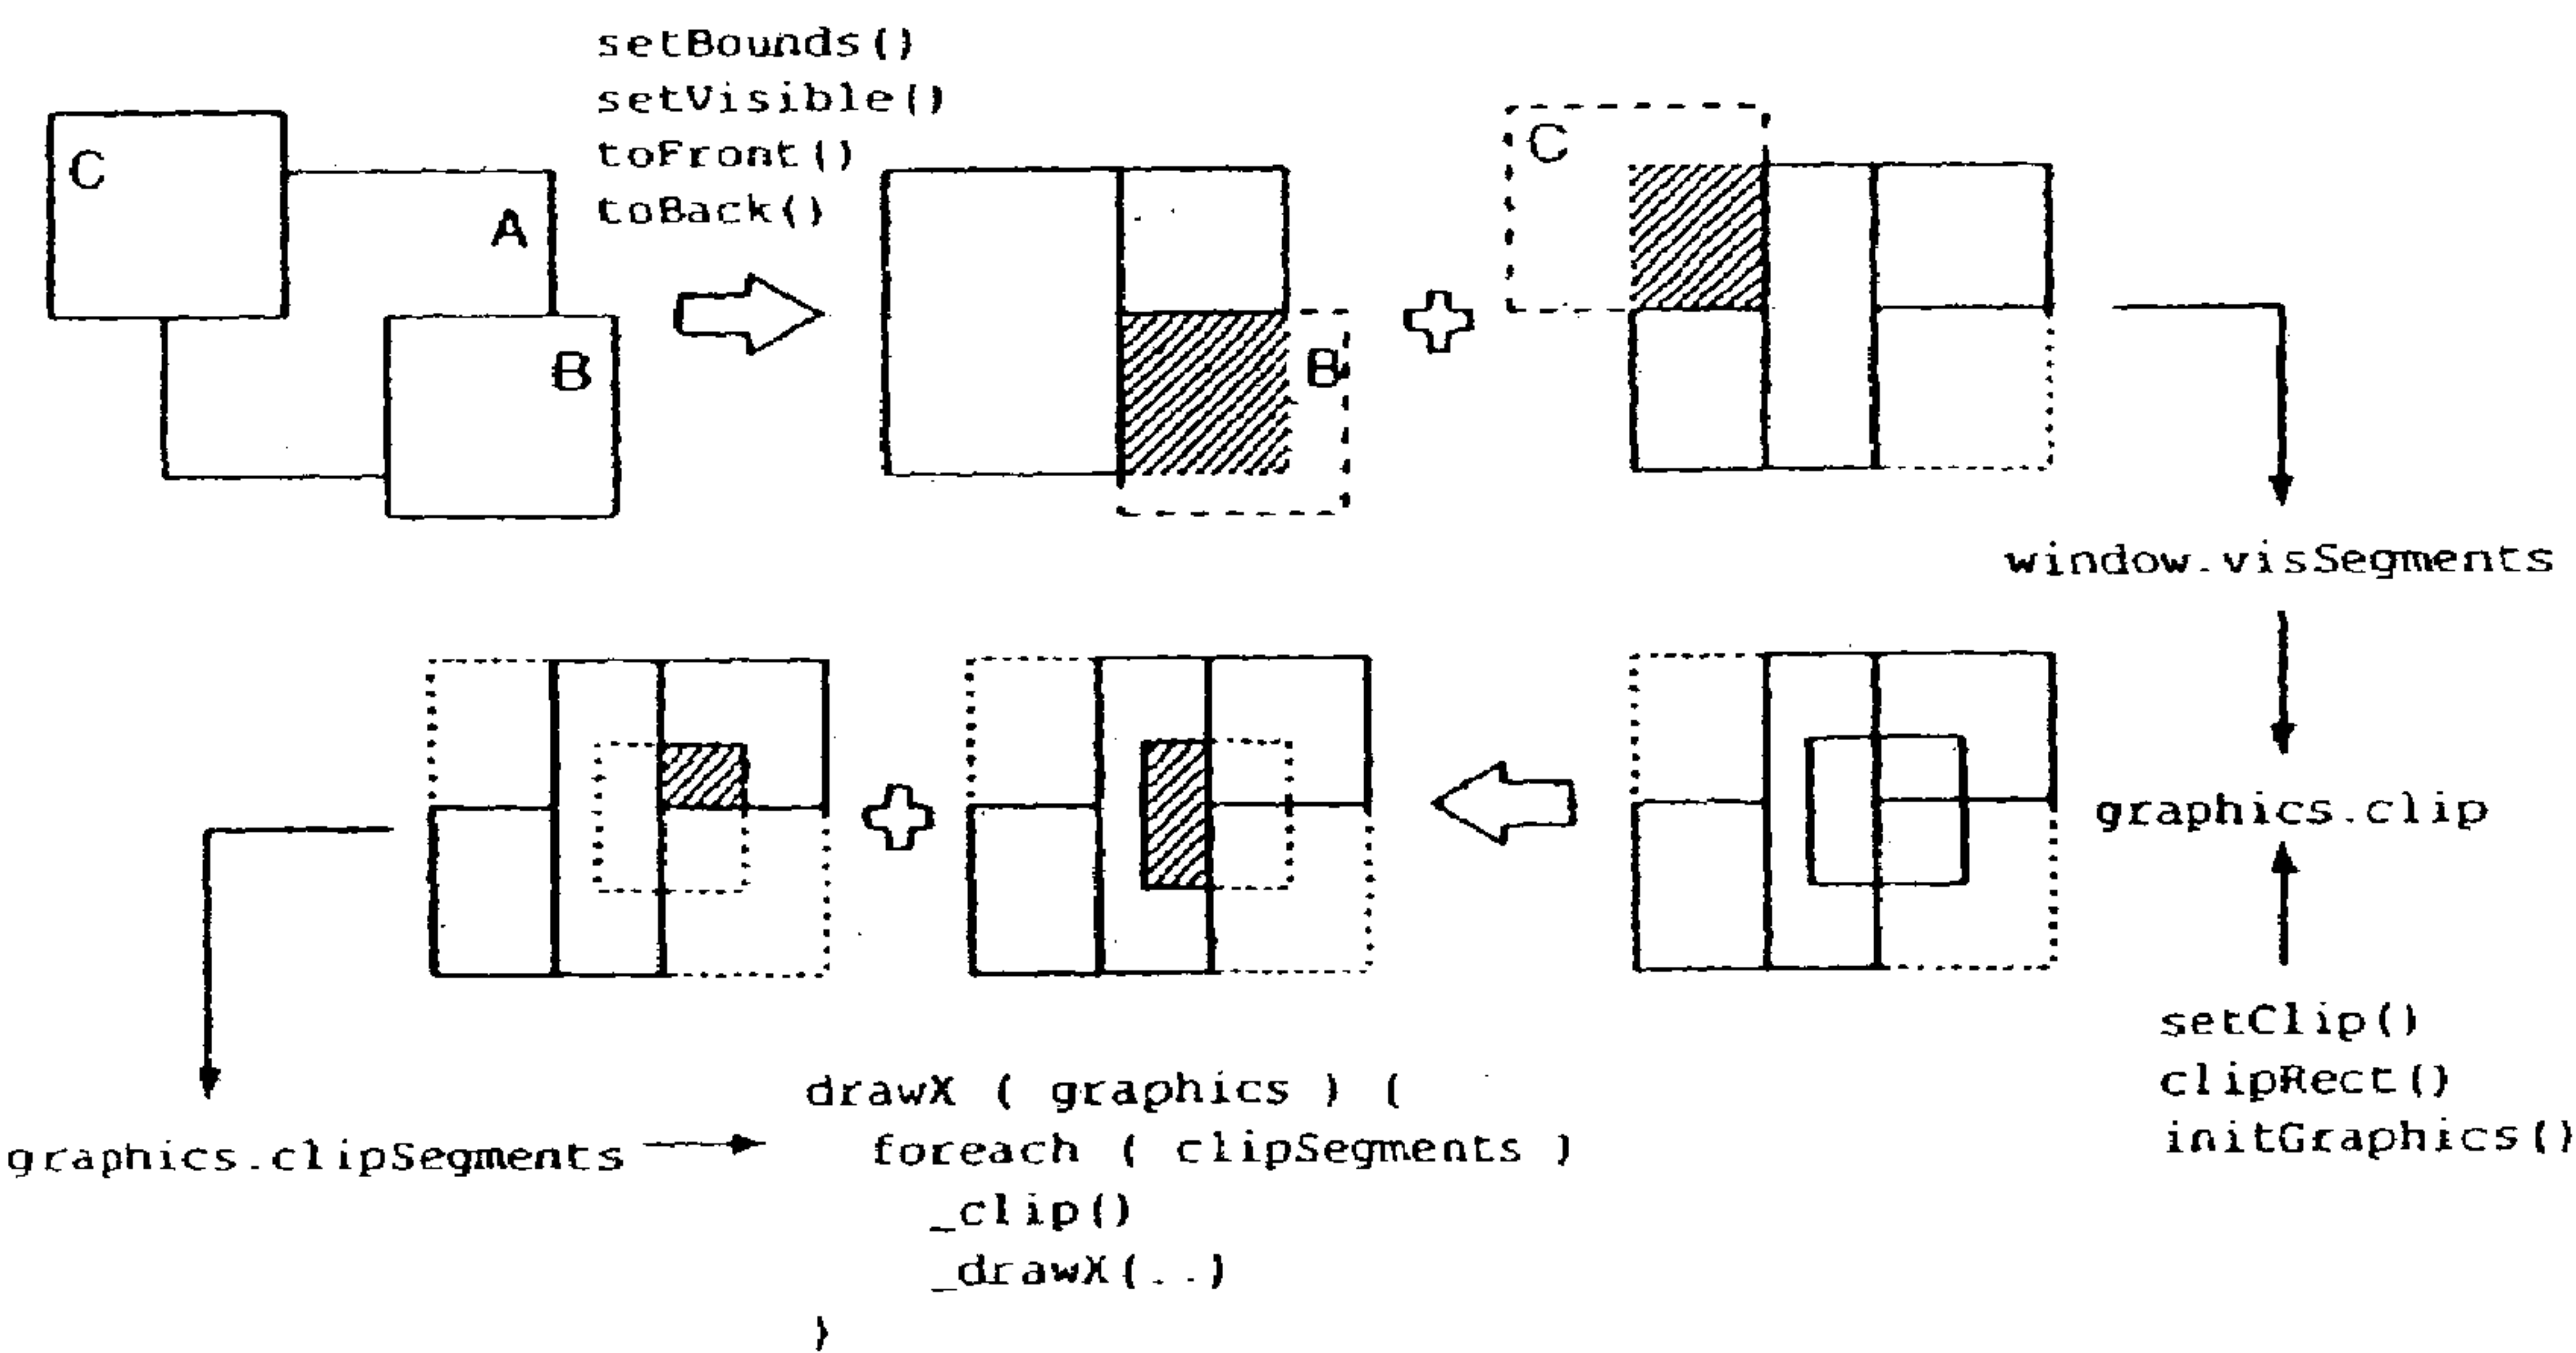 setBounds()
setVisible()
toFront()
toBack()
C
A
B
B
C
window.visSegments
graphics.clip
setClip()
clipRect()
initGraphics()
graphics.clipSegments
drawX ( graphics ) {
foreach ( clipSegments )
_clip()
_drawX(..)
}